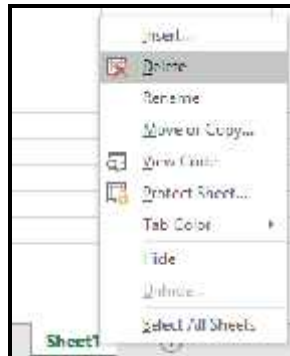 Insert...
Delete
Rename
Move or Copy...
View Code
Protect Sheet...
Tab Color
Hide
Unhide...
Select All Sheets
Sheet1